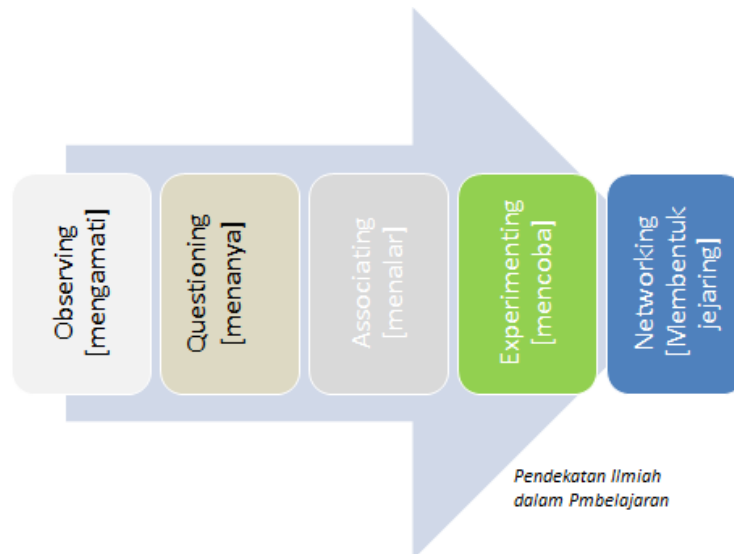 Observing
[mengamati]
Questioning
[menanya]
Associating
[menalar]
Experimenting
[mencoba]
Networking
[Membentuk
jejaring]
Pendekatan Ilmiah
dalam Pmbelajaran